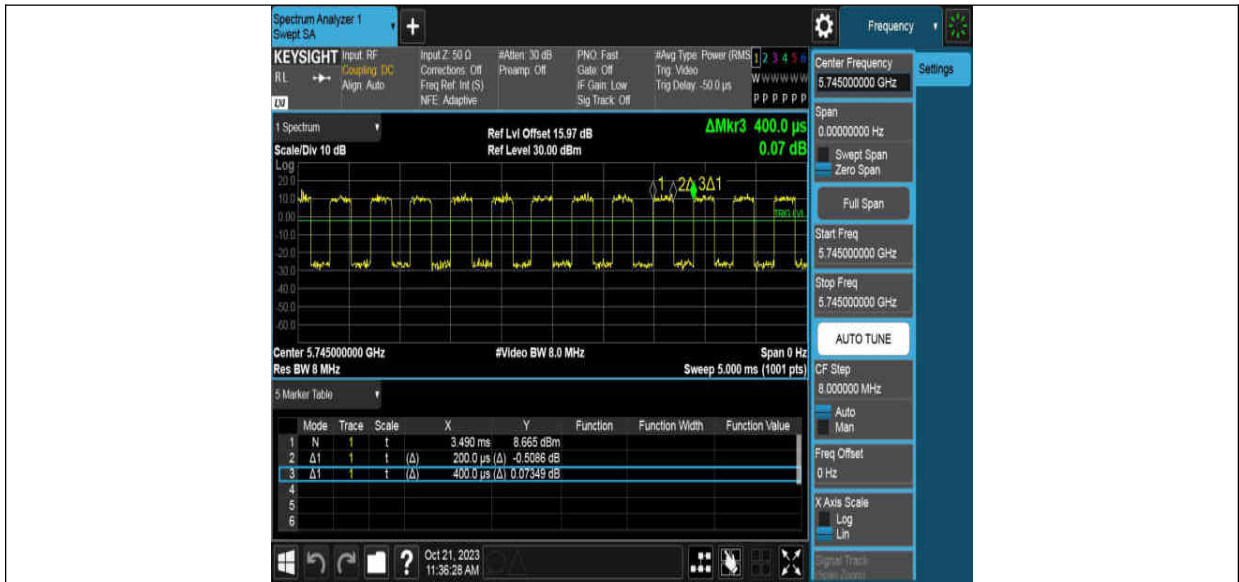 Spectrum Analyzer 1
Swept SA
+
Frequency
KEYSIGHT
RL
LXI
Input: RF
Coupling: DC
Align: Auto
Input Z: 50 Ω
Corrections: Off
Freq Ref: Int (S)
NFE: Adaptive
#Atten: 30 dB
Preamp: Off
PNO: Fast
Gate: Off
IF Gain: Low
Sig Track: Off
#Avg Type: Power (RMS
Trig: Video
Trig Delay: -50.0 µs
1 2 3 4 5 6
W W W W W W
P P P P P P
1 Spectrum
Scale/Div 10 dB
Ref Lvl Offset 15.97 dB
Ref Level 30.00 dBm
ΔMkr3 400.0 µs
0.07 dB
Log
20.0
10.0
0.00
-10.0
-20.0
-30.0
-40.0
-50.0
-60.0
1 2Δ 3Δ1
TRIG LVL
Center 5.745000000 GHz
Res BW 8 MHz
#Video BW 8.0 MHz
Span 0 Hz
Sweep 5.000 ms (1001 pts)
5 Marker Table
Mode Trace Scale X Y Function Function Width Function Value
1 N 1 t 3.490 ms 8.665 dBm
2 Δ1 1 t (Δ) 200.0 µs (Δ) -0.5086 dB
3 Δ1 1 t (Δ) 400.0 µs (Δ) 0.07349 dB
4
5
6
?
Oct 21, 2023
11:36:28 AM
Center Frequency
5.745000000 GHz
Settings
Span
0.00000000 Hz
Swept Span
Zero Span
Full Span
Start Freq
5.745000000 GHz
Stop Freq
5.745000000 GHz
AUTO TUNE
CF Step
8.000000 MHz
Auto
Man
Freq Offset
0 Hz
X Axis Scale
Log
Lin
Signal Track
(Span Zoom)